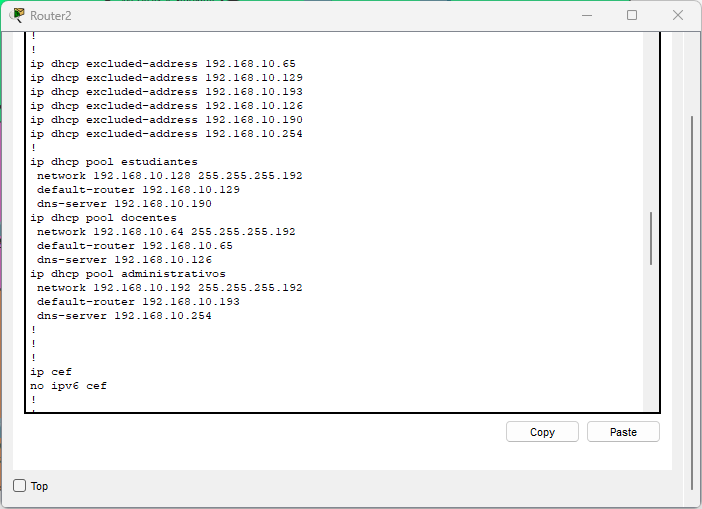 Router2
!
!
ip dhcp excluded-address 192.168.10.65
ip dhcp excluded-address 192.168.10.129
ip dhcp excluded-address 192.168.10.193
ip dhcp excluded-address 192.168.10.126
ip dhcp excluded-address 192.168.10.190
ip dhcp excluded-address 192.168.10.254
!
ip dhcp pool estudiantes
 network 192.168.10.128 255.255.255.192
 default-router 192.168.10.129
 dns-server 192.168.10.190
ip dhcp pool docentes
 network 192.168.10.64 255.255.255.192
 default-router 192.168.10.65
 dns-server 192.168.10.126
ip dhcp pool administrativos
 network 192.168.10.192 255.255.255.192
 default-router 192.168.10.193
 dns-server 192.168.10.254
!
!
!
ip cef
no ipv6 cef
!
Copy
Paste
Top